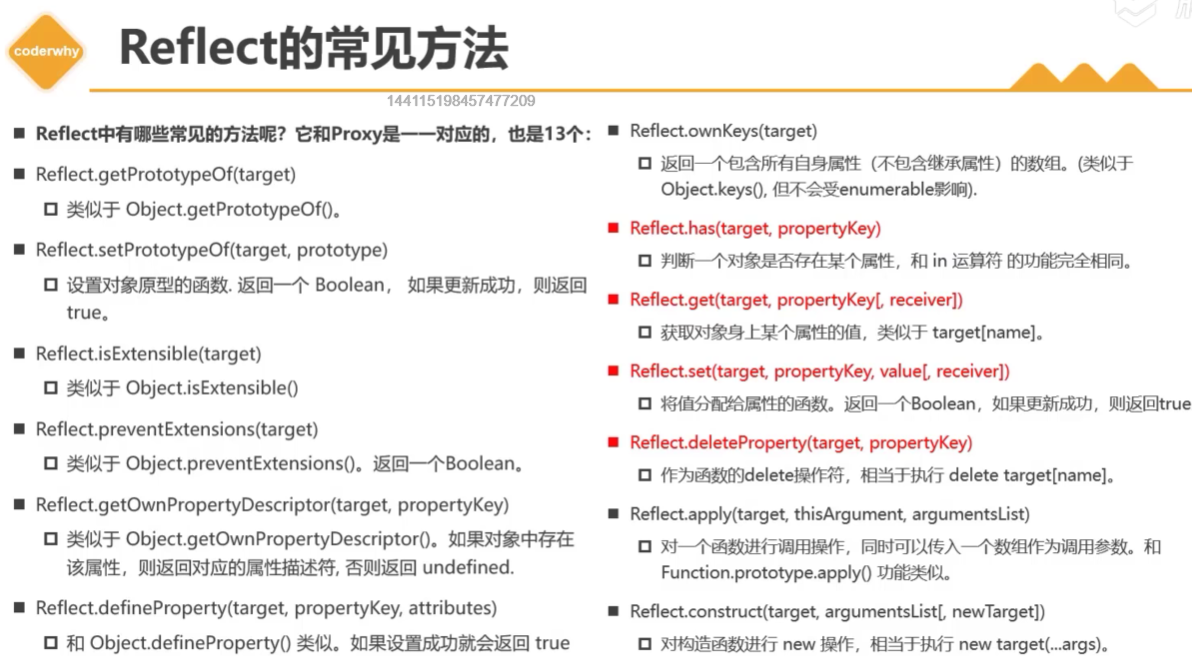 coderwhy
Reflect的常见方法
144115198457477209
Reflect中有哪些常见的方法呢？它和Proxy是一一对应的，也是13个：
Reflect.getPrototypeOf(target)
类似于 Object.getPrototypeOf()。
Reflect.setPrototypeOf(target, prototype)
设置对象原型的函数. 返回一个 Boolean， 如果更新成功，则返回
true。
Reflect.isExtensible(target)
类似于 Object.isExtensible()
Reflect.preventExtensions(target)
类似于 Object.preventExtensions()。返回一个Boolean。
Reflect.getOwnPropertyDescriptor(target, propertyKey)
类似于 Object.getOwnPropertyDescriptor()。如果对象中存在
该属性，则返回对应的属性描述符, 否则返回 undefined.
Reflect.defineProperty(target, propertyKey, attributes)
和 Object.defineProperty() 类似。如果设置成功就会返回 true
Reflect.ownKeys(target)
返回一个包含所有自身属性（不包含继承属性）的数组。(类似于
Object.keys(), 但不会受enumerable影响).
Reflect.has(target, propertyKey)
判断一个对象是否存在某个属性，和 in 运算符 的功能完全相同。
Reflect.get(target, propertyKey[, receiver])
获取对象身上某个属性的值，类似于 target[name]。
Reflect.set(target, propertyKey, value[, receiver])
将值分配给属性的函数。返回一个Boolean，如果更新成功，则返回true
Reflect.deleteProperty(target, propertyKey)
作为函数的delete操作符，相当于执行 delete target[name]。
Reflect.apply(target, thisArgument, argumentsList)
对一个函数进行调用操作，同时可以传入一个数组作为调用参数。和
Function.prototype.apply() 功能类似。
Reflect.construct(target, argumentsList[, newTarget])
对构造函数进行 new 操作，相当于执行 new target(...args)。